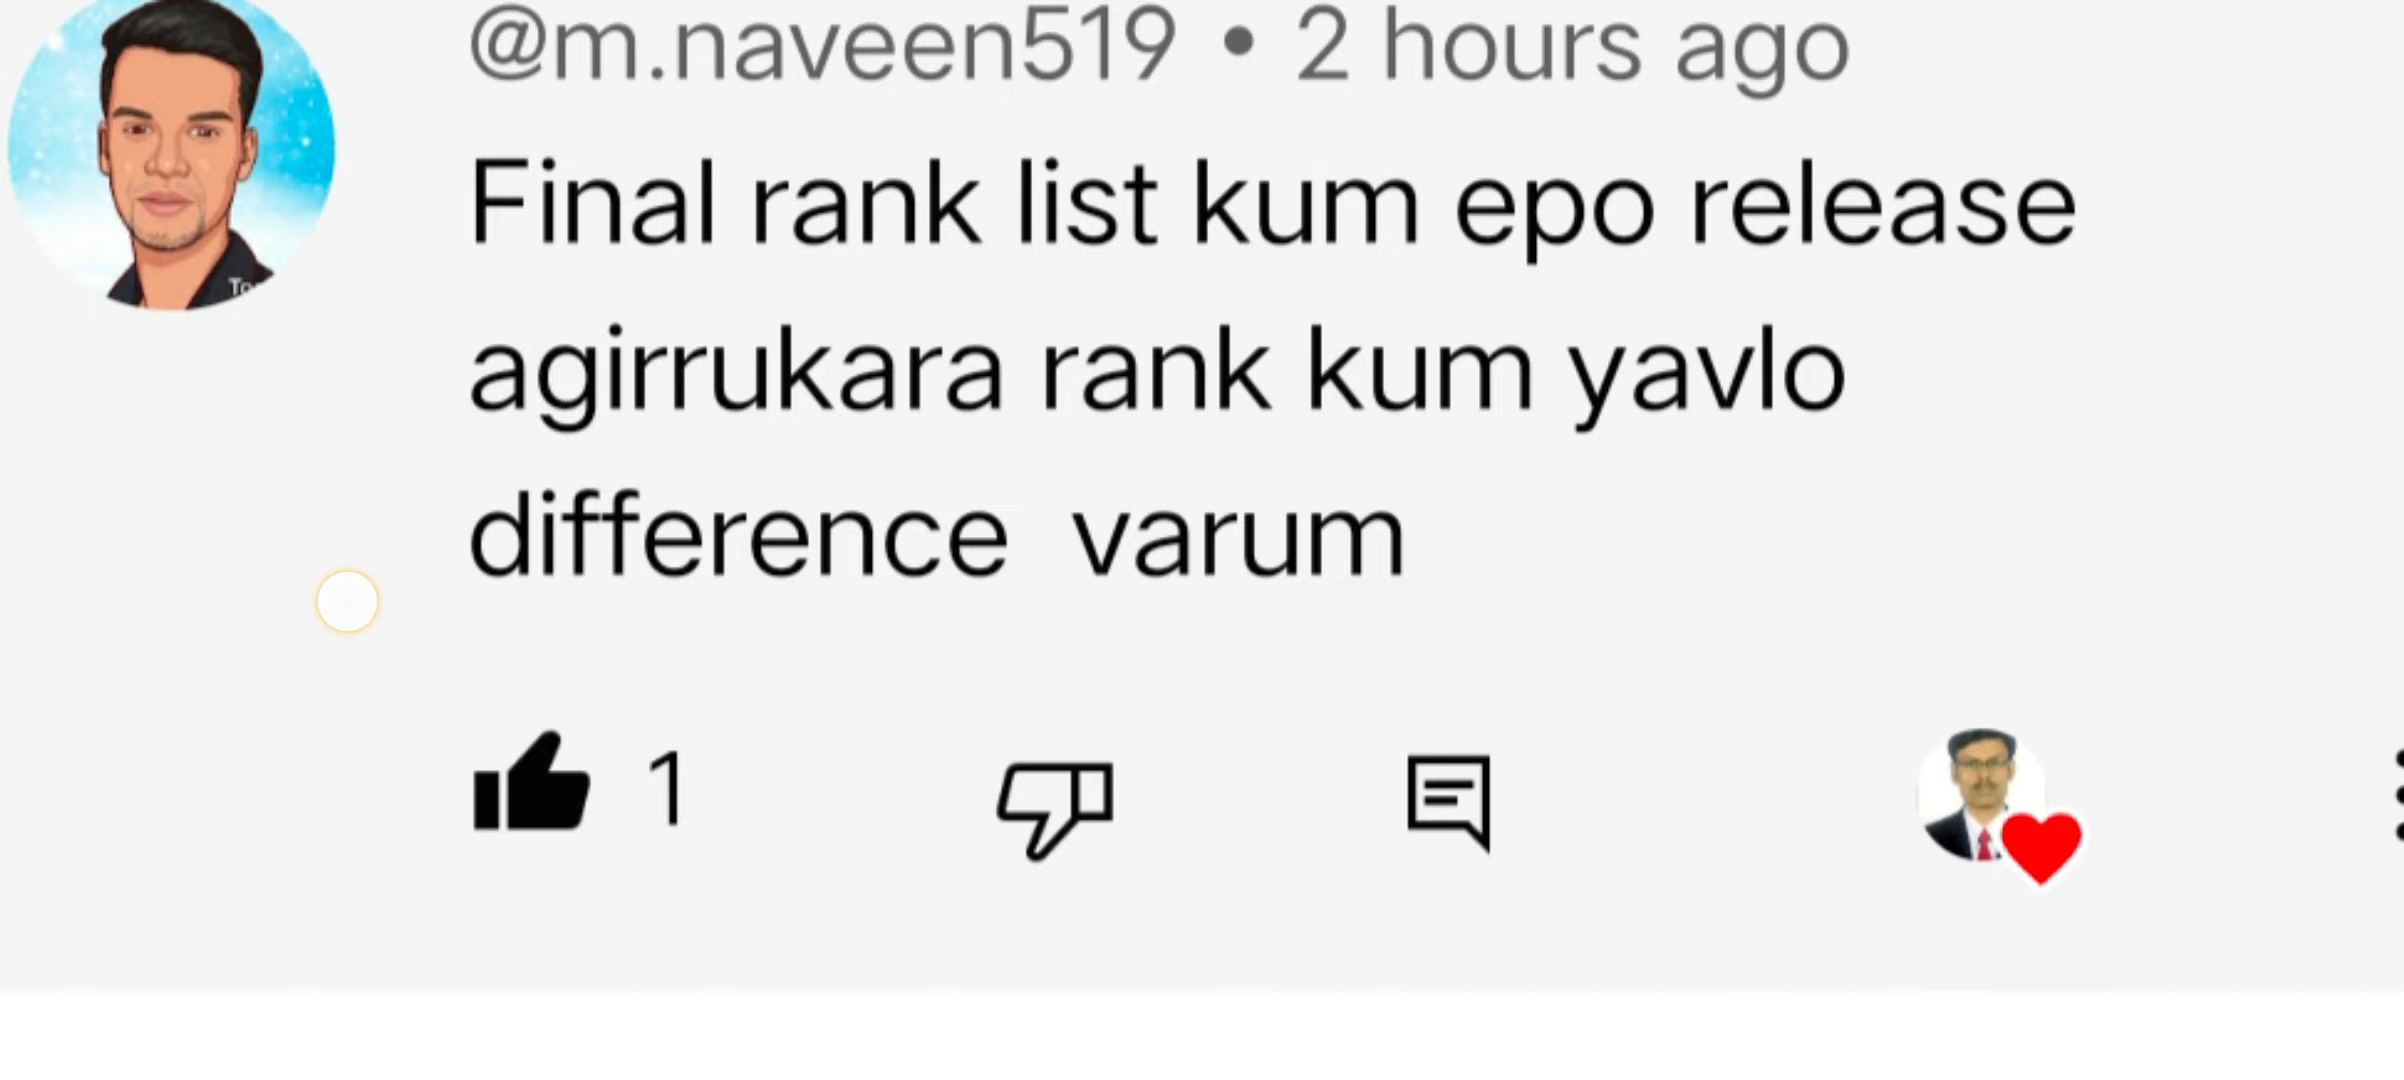 @m.naveen519 • 2 hours ago
Final rank list kum epo release
agirrukara rank kum yavlo
difference varum
1